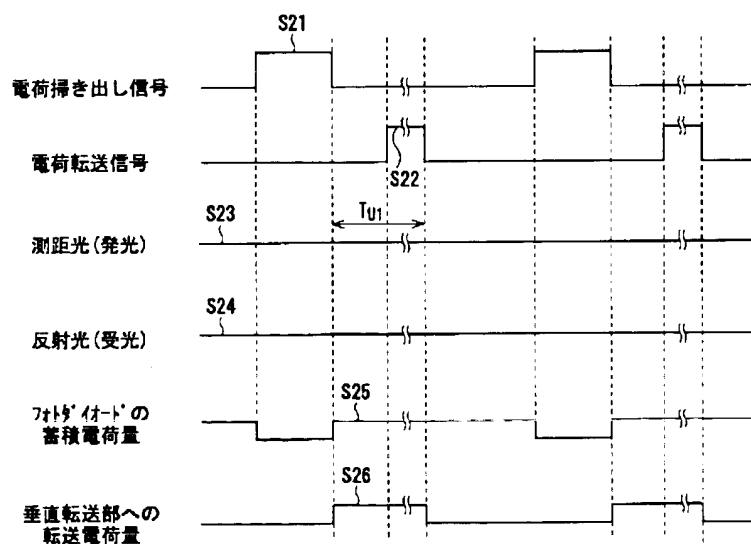 S21
電荷掃き出し信号
電荷転送信号
S22
S23
TU1
測距光(発光)
S24
反射光(受光)
S25
フォトダイオードの
蓄積電荷量
S26
垂直転送部への
転送電荷量